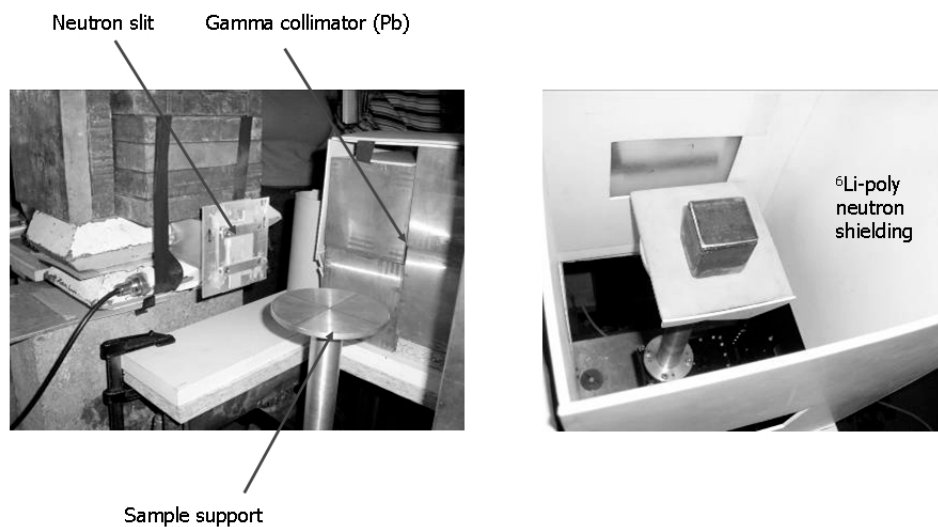 Neutron slit
Gamma collimator (Pb)
⁶Li-poly
neutron
shielding
Sample support